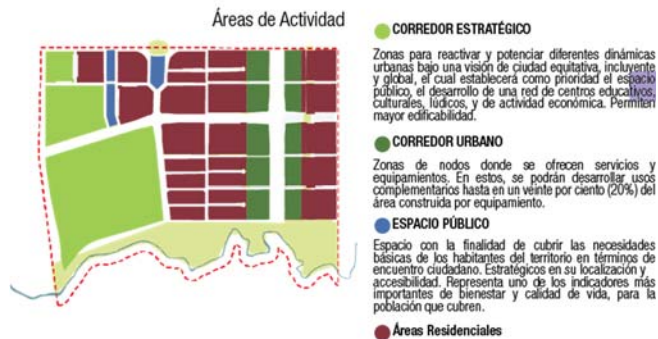 Áreas de Actividad
CORREDOR ESTRATÉGICO
Zonas para reactivar y potenciar diferentes dinámicas
urbanas bajo una visión de ciudad equitativa, incluyente
y global, el cual establecerá como prioridad el espacio
público, el desarrollo de una red de centros educativos,
culturales, lúdicos, y de actividad económica. Permiten
mayor edificabilidad.
CORREDOR URBANO
Zonas de nodos donde se ofrecen servicios y
equipamientos. En estos, se podrán desarrollar usos
complementarios hasta en un veinte por ciento (20%) del
área construida por equipamiento.
ESPACIO PÚBLICO
Espacio con la finalidad de cubrir las necesidades
básicas de los habitantes del territorio en términos de
encuentro ciudadano. Estratégicos en su localización y
accesibilidad. Representa uno de los indicadores más
importantes de bienestar y calidad de vida, para la
población que cubren.
Áreas Residenciales